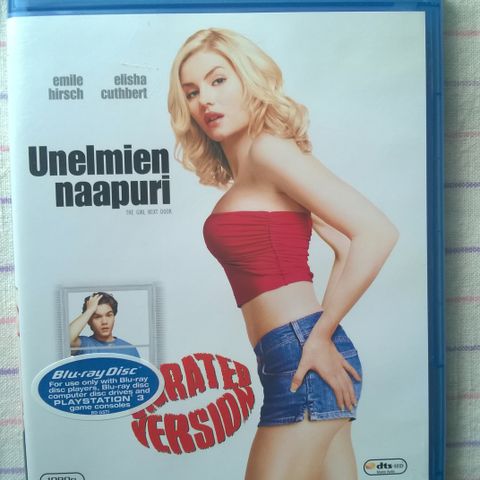 emile
hirsch
elisha
cuthbert
Unelmien
naapuri
THE GIRL NEXT DOOR
Blu-ray Disc
For use only with Blu-ray
disc players, Blu-ray disc
computer disc drives and
PLAYSTATION 3
game consoles
VERSION
dts-HD